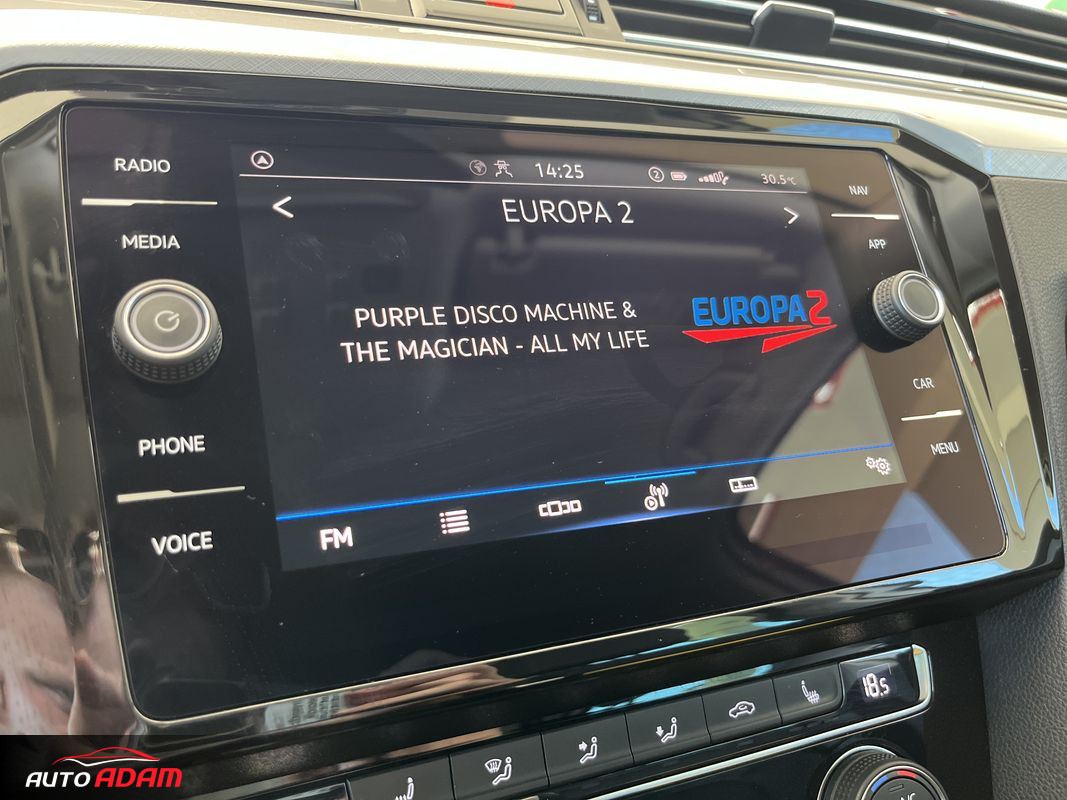 RADIO
MEDIA
PHONE
VOICE
14:25
2
30.5°C
EUROPA 2
PURPLE DISCO MACHINE &
THE MAGICIAN - ALL MY LIFE
EUROPA2
FM
NAV
APP
CAR
MENU
18.5
AUTO ADAM